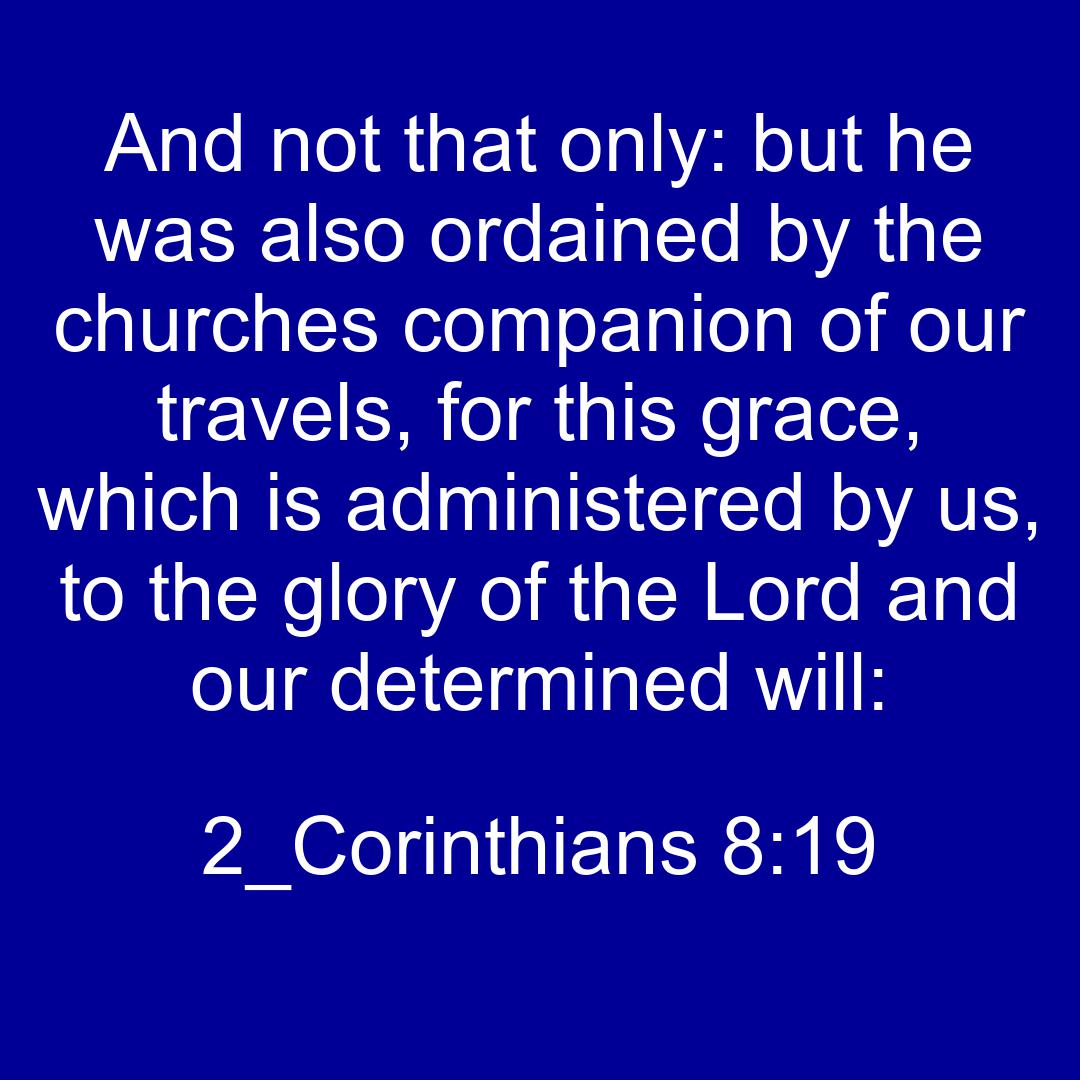 And not that only: but he
was also ordained by the
churches companion of our
travels, for this grace,
which is administered by us,
to the glory of the Lord and
our determined will:
2_Corinthians 8:19